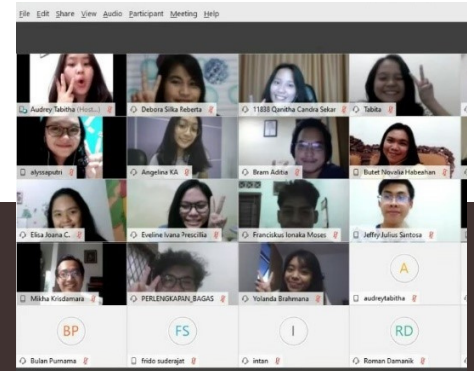 File Edit Share View Audio Participant Meeting Help
Audrey Tabitha (Host...) Debora Silka Reberta 11838 Qanitha Candra Sekar Tabita
alyssaputri Angelina KA Bram Aditia Butet Novalia Habeahan
Elisa Joana C. Eveline Ivana Prescillia Franciskus Ionaka Moses Jeffry Julius Santosa
A
Mikha Krisdamara PERLENGKAPAN_BAGAS Yolanda Brahmana audreytabitha
BP FS I RD
Bulan Purnama frido suderajat intan Roman Damanik